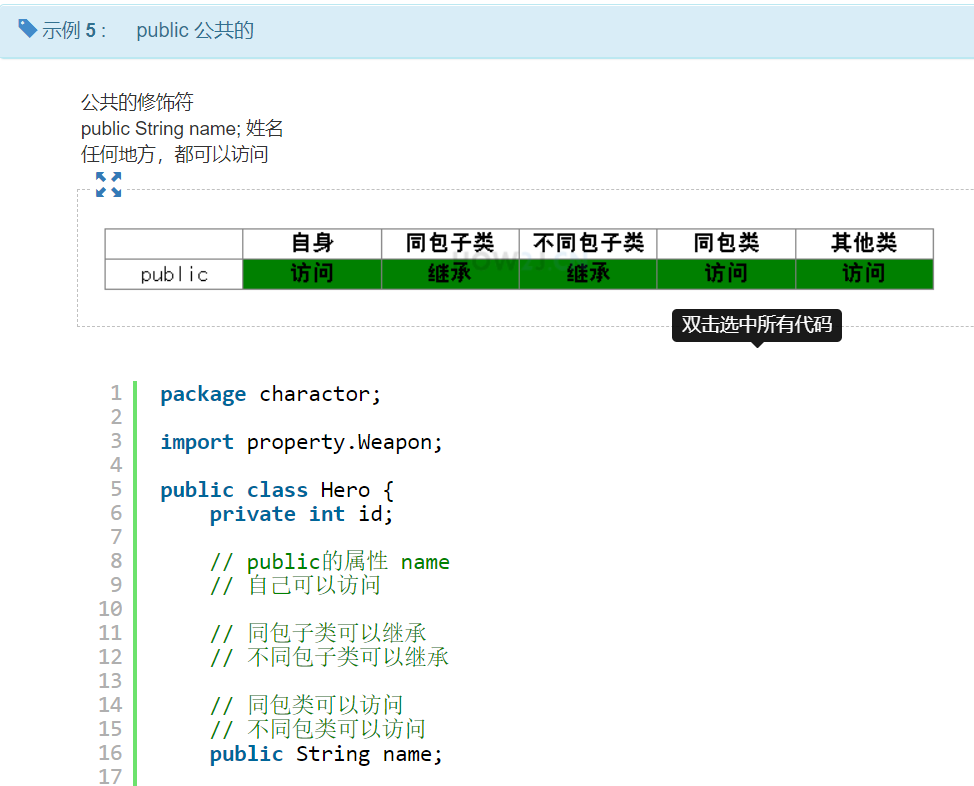 示例 5 : public 公共的
公共的修饰符
public String name; 姓名
任何地方，都可以访问
自身 同包子类 不同包子类 同包类 其他类
public 访问 继承 继承 访问 访问
双击选中所有代码
1 package charactor;
2
3 import property.Weapon;
4
5 public class Hero {
6 private int id;
7
8 // public的属性 name
9 // 自己可以访问
10
11 // 同包子类可以继承
12 // 不同包子类可以继承
13
14 // 同包类可以访问
15 // 不同包类可以访问
16 public String name;
17